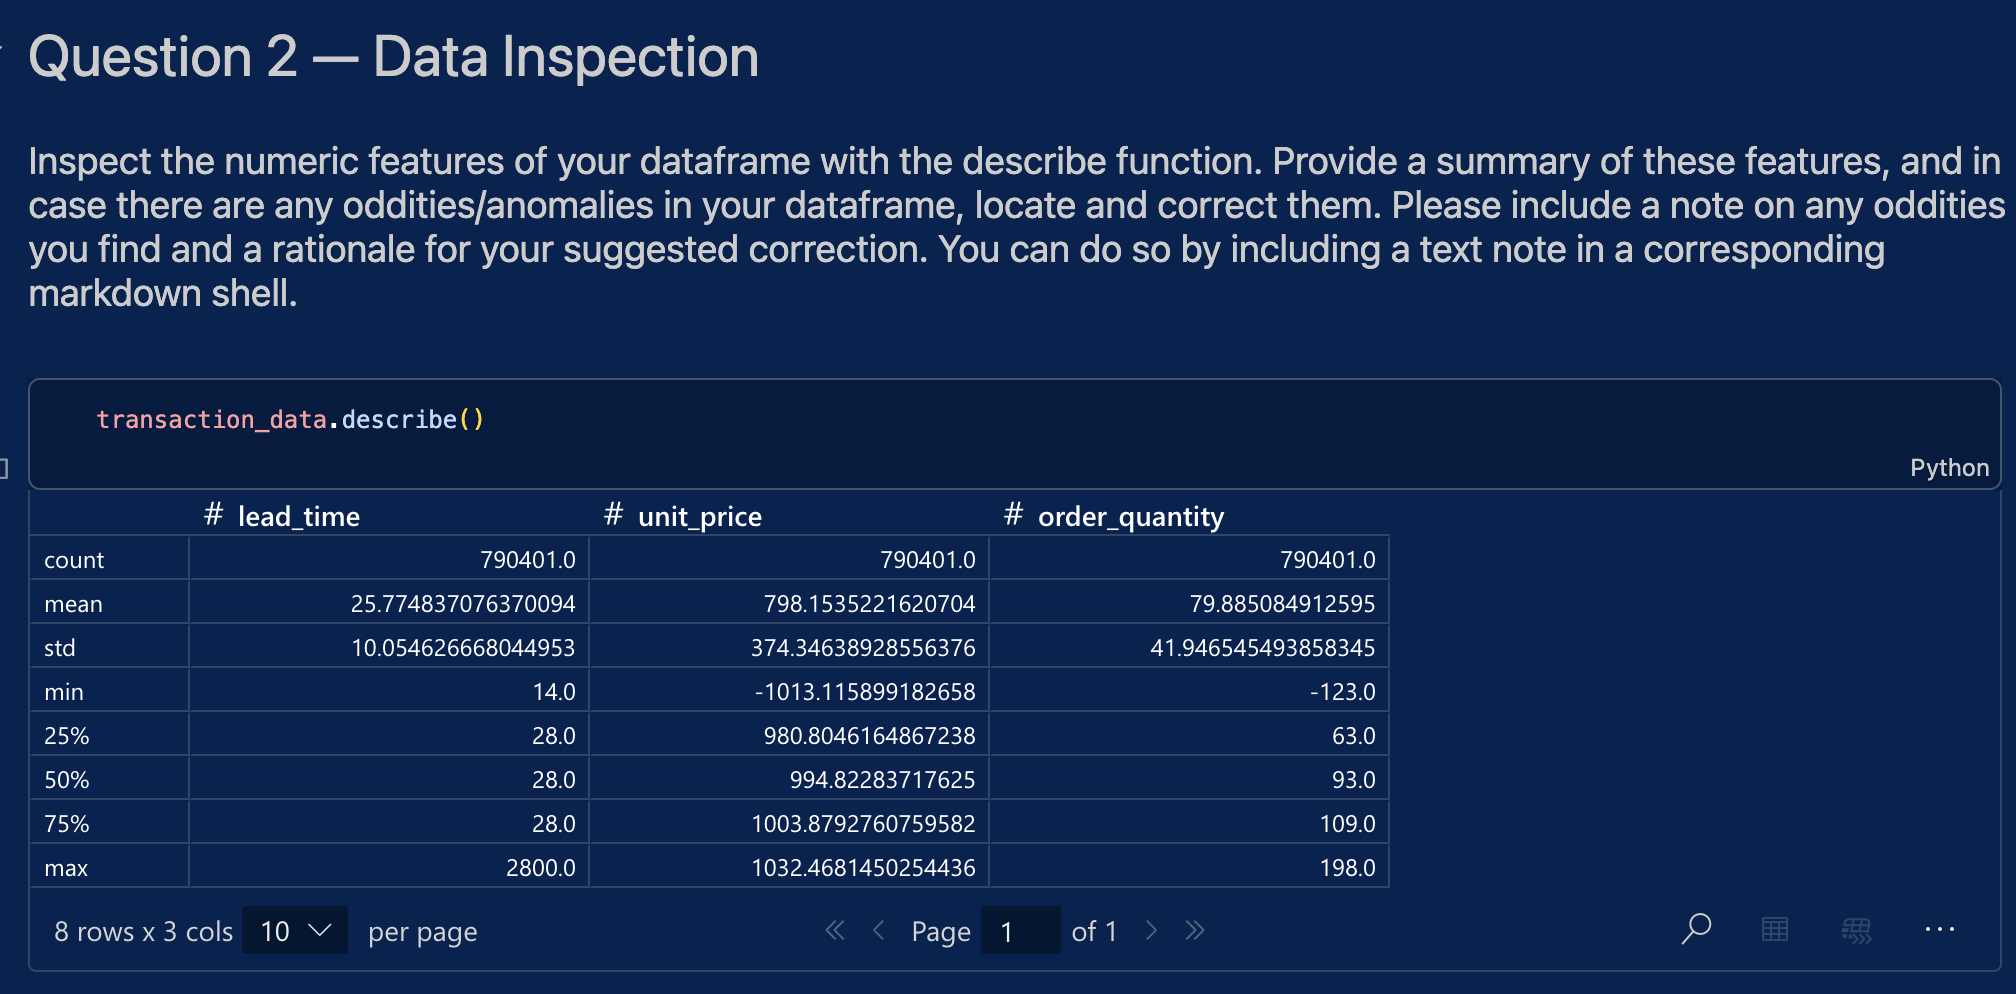 Question 2 — Data Inspection
Inspect the numeric features of your dataframe with the describe function. Provide a summary of these features, and in
case there are any oddities/anomalies in your dataframe, locate and correct them. Please include a note on any oddities
you find and a rationale for your suggested correction. You can do so by including a text note in a corresponding
markdown shell.
transaction_data.describe()
Python
# lead_time # unit_price # order_quantity
count 790401.0 790401.0 790401.0
mean 25.774837076370094 798.1535221620704 79.885084912595
std 10.054626668044953 374.34638928556376 41.946545493858345
min 14.0 -1013.115899182658 -123.0
25% 28.0 980.8046164867238 63.0
50% 28.0 994.82283717625 93.0
75% 28.0 1003.8792760759582 109.0
max 2800.0 1032.4681450254436 198.0
8 rows x 3 cols 10 per page Page 1 of 1